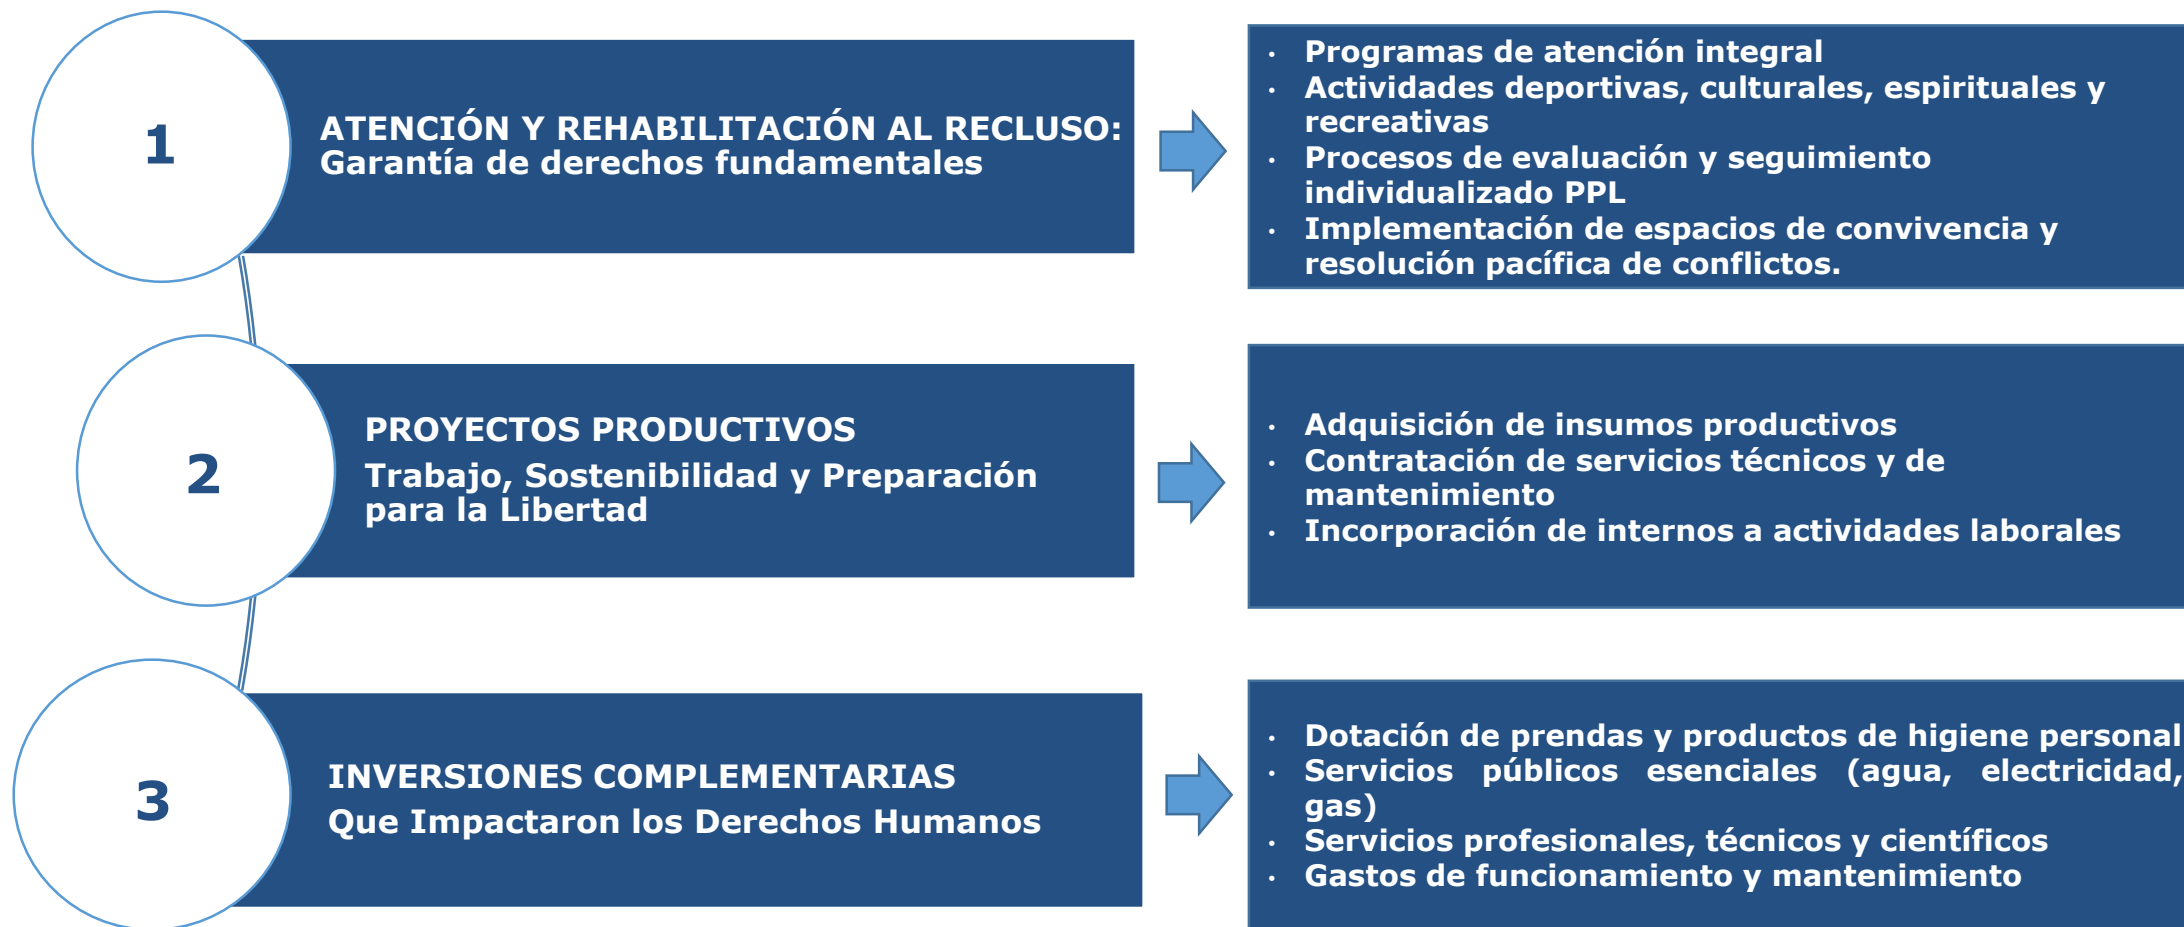 1
ATENCIÓN Y REHABILITACIÓN AL RECLUSO:
Garantía de derechos fundamentales
· Programas de atención integral
· Actividades deportivas, culturales, espirituales y
recreativas
· Procesos de evaluación y seguimiento
individualizado PPL
· Implementación de espacios de convivencia y
resolución pacífica de conflictos.
2
PROYECTOS PRODUCTIVOS
Trabajo, Sostenibilidad y Preparación
para la Libertad
· Adquisición de insumos productivos
· Contratación de servicios técnicos y de
mantenimiento
· Incorporación de internos a actividades laborales
3
INVERSIONES COMPLEMENTARIAS
Que Impactaron los Derechos Humanos
· Dotación de prendas y productos de higiene personal
· Servicios públicos esenciales (agua, electricidad,
gas)
· Servicios profesionales, técnicos y científicos
· Gastos de funcionamiento y mantenimiento